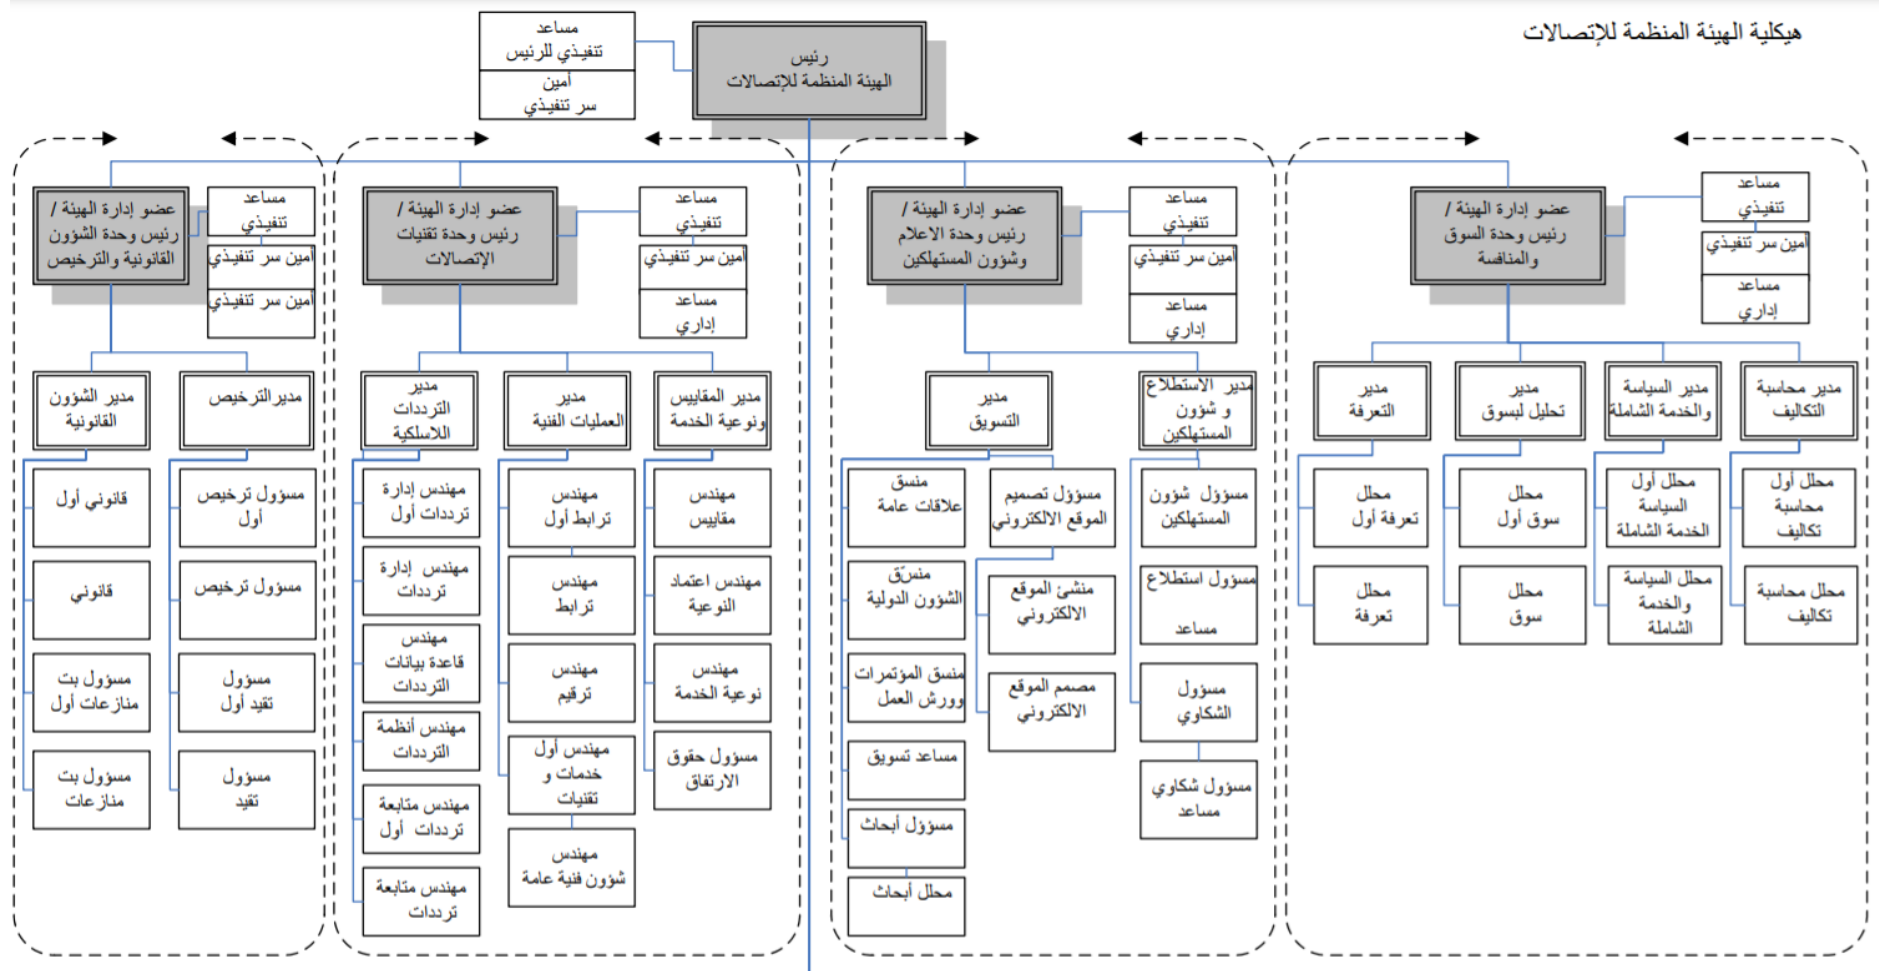 هيكلية الهيئة المنظمة للإتصالات
رئيس
الهيئة المنظمة للإتصالات
مساعد
تنفيذي للرئيس
أمين
سر تنفيذي
عضو إدارة الهيئة /
رئيس وحدة السوق
والمنافسة
مساعد
تنفيذي
أمين سر تنفيذي
مساعد
إداري
مدير محاسبة
التكاليف
محلل أول
محاسبة
تكاليف
محلل محاسبة
تكاليف
مدير السياسة
والخدمة الشاملة
محلل أول
السياسة
الخدمة الشاملة
محلل السياسة
والخدمة
الشاملة
مدير
تحليل لبسوق
محلل
سوق أول
محلل
سوق
مدير
التعرفة
محلل
تعرفة أول
محلل
تعرفة
عضو إدارة الهيئة /
رئيس وحدة الاعلام
وشؤون المستهلكين
مساعد
تنفيذي
أمين سر تنفيذي
مساعد
إداري
مدير الاستطلاع
و شؤون
المستهلكين
مسؤول شؤون
المستهلكين
مسؤول استطلاع
مساعد
مسؤول
الشكاوي
مسؤول شكاوي
مساعد
مدير
التسويق
مسؤؤل تصميم
الموقع الالكتروني
منشئ الموقع
الالكتروني
مصمم الموقع
الالكتروني
منسق
علاقات عامة
منسّق
الشؤون الدولية
منسق المؤتمرات
وورش العمل
مساعد تسويق
مسؤؤل أبحاث
محلل أبحاث
عضو إدارة الهيئة /
رئيس وحدة تقنيات
الإتصالات
مساعد
تنفيذي
أمين سر تنفيذي
مساعد
إداري
مدير المقاييس
ونوعية الخدمة
مهندس
مقاييس
مهندس اعتماد
النوعية
مهندس
نوعية الخدمة
مسؤول حقوق
الارتفاق
مدير
العمليات الفنية
مهندس
ترابط أول
مهندس
ترابط
مهندس
ترقيم
مهندس أول
خدمات و
تقنيات
مهندس
شؤون فنية عامة
مدير
الترددات
اللاسلكية
مهندس إدارة
ترددات أول
مهندس إدارة
ترددات
مهندس
قاعدة بيانات
الترددات
مهندس أنظمة
الترددات
مهندس متابعة
ترددات أول
مهندس متابعة
ترددات
عضو إدارة الهيئة /
رئيس وحدة الشؤون
القانونية والترخيص
مساعد
تنفيذي
أمين سر تنفيذي
أمين سر تنفيذي
مديرالترخيص
مسؤول ترخيص
أول
مسؤول ترخيص
مسؤول
تقيد أول
مسؤول
تقيد
مدير الشؤون
القانونية
قانوني أول
قانوني
مسؤول بت
منازعات أول
مسؤول بت
منازعات